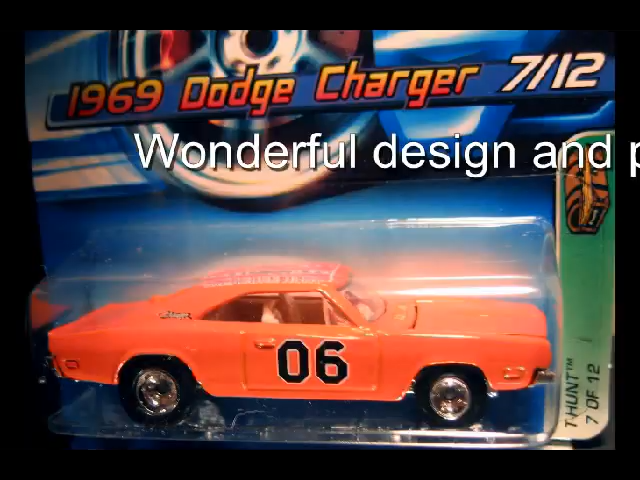 1969 Dodge Charger 7/12
Wonderful design and p
06
T-HUNT™
7 OF 12